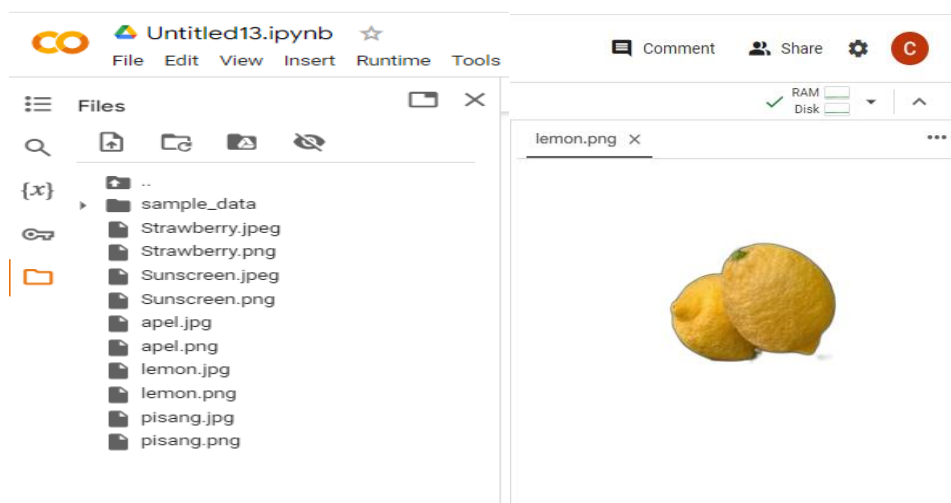 Untitled13.ipynb
File Edit View Insert Runtime Tools
Comment Share C
Files
RAM
Disk
lemon.png
{x}
..
sample_data
Strawberry.jpeg
Strawberry.png
Sunscreen.jpeg
Sunscreen.png
apel.jpg
apel.png
lemon.jpg
lemon.png
pisang.jpg
pisang.png